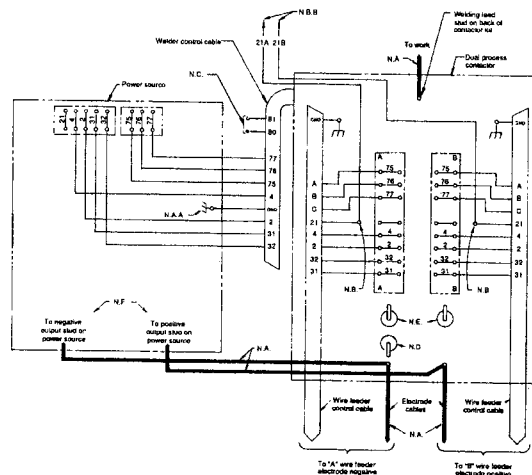 N.B.B
21A 21B
Welding lead
stud on back of
contactor kit
Welder control cable
To work
N.A
Dual process
contactor
Power source
N.C.
GND
GND
21
4
2
31
32
75
76
77
81
80
77
76
75
4
GND
2
31
32
N.A.A
A
B
C
21
4
2
32
31
A
75
76
77
4
2
32
31
A
B
75
76
77
4
2
32
31
B
A
B
C
21
4
2
32
31
N.B.
N.B
N.E.
N.D
N.F.
To negative
output stud on
power source
To positive
output stud on
power source
N.A.
Wire feeder
control cable
Electrode
cables
Wire feeder
control cable
N.A.
To "A" wire feeder
electrode negative
To "B" wire feeder
electrode positive